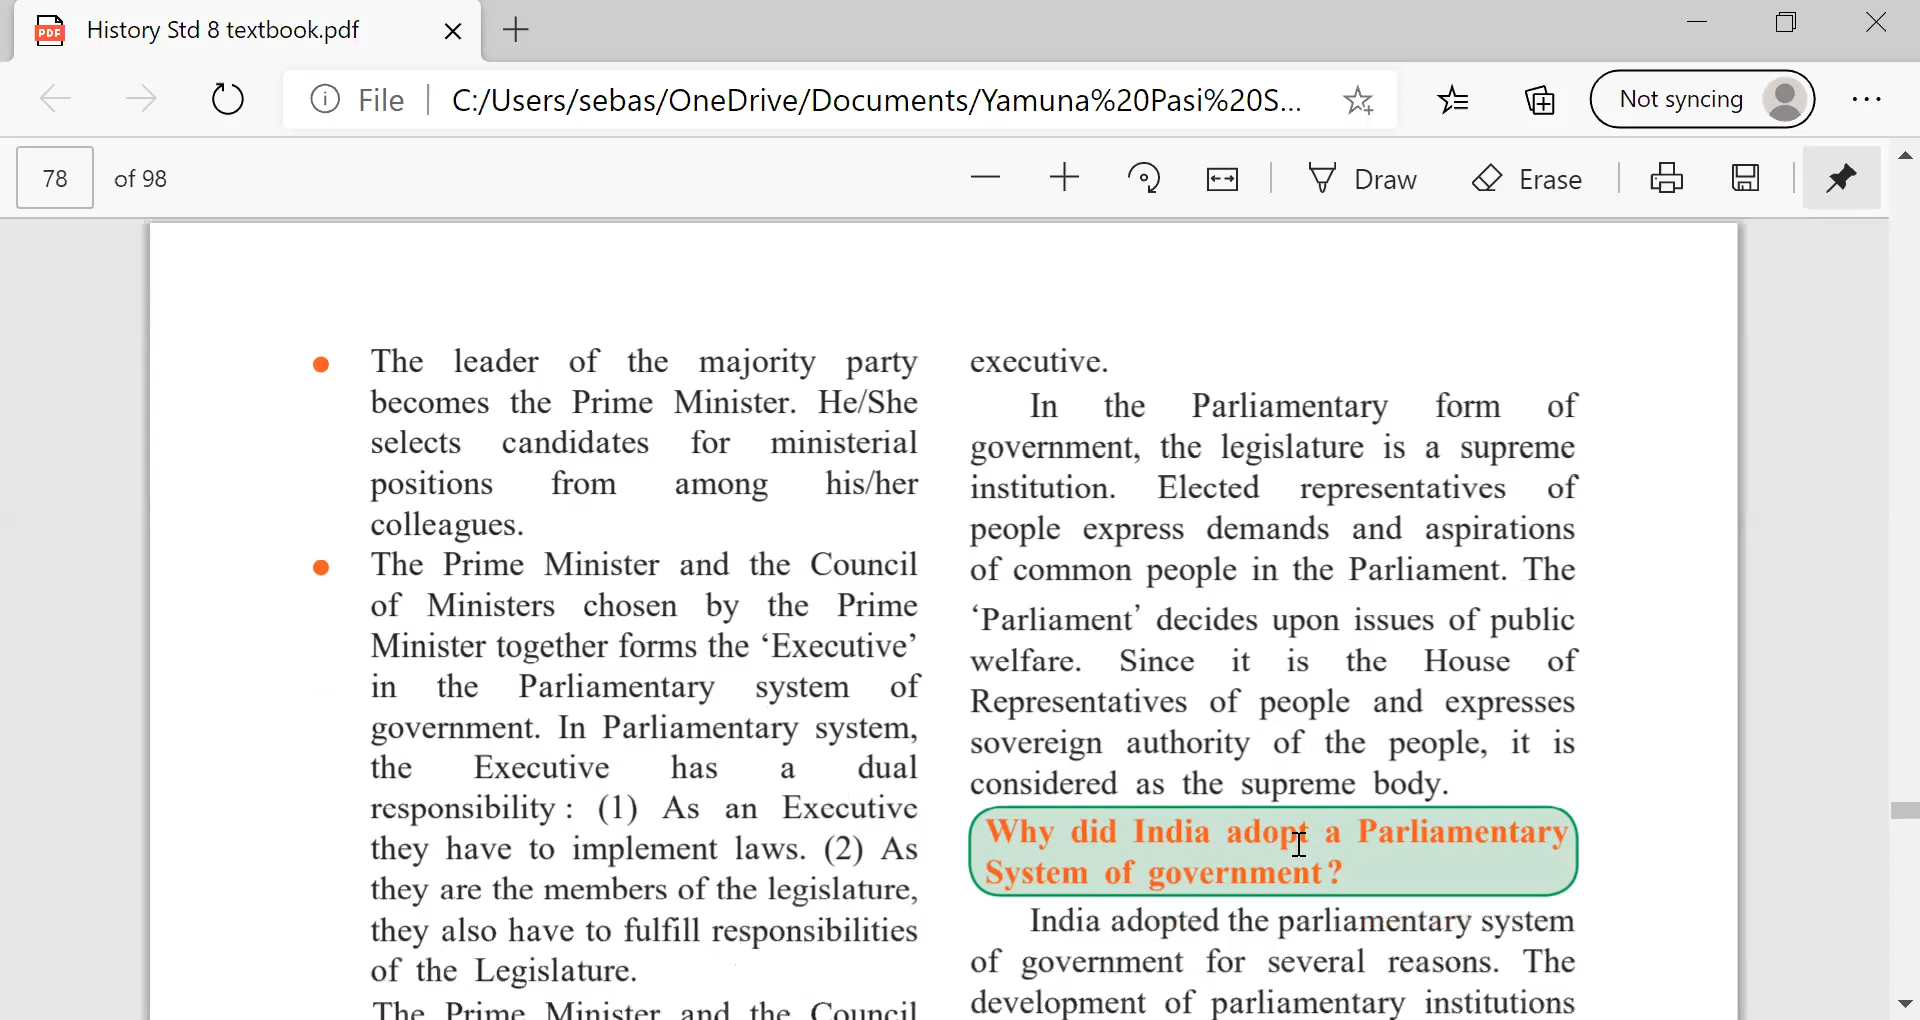 History Std 8 textbook.pdf
File
C:/Users/sebas/OneDrive/Documents/Yamuna%20Pasi%20S...
Not syncing
78 of 98
Draw
Erase
The leader of the majority party
becomes the Prime Minister. He/She
selects candidates for ministerial
positions from among his/her
colleagues.
The Prime Minister and the Council
of Ministers chosen by the Prime
Minister together forms the ‘Executive’
in the Parliamentary system of
government. In Parliamentary system,
the Executive has a dual
responsibility : (1) As an Executive
they have to implement laws. (2) As
they are the members of the legislature,
they also have to fulfill responsibilities
of the Legislature.
The Prime Minister and the Council
executive.
In the Parliamentary form of
government, the legislature is a supreme
institution. Elected representatives of
people express demands and aspirations
of common people in the Parliament. The
‘Parliament’ decides upon issues of public
welfare. Since it is the House of
Representatives of people and expresses
sovereign authority of the people, it is
considered as the supreme body.
Why did India adopt a Parliamentary
System of government?
India adopted the parliamentary system
of government for several reasons. The
development of parliamentary institutions